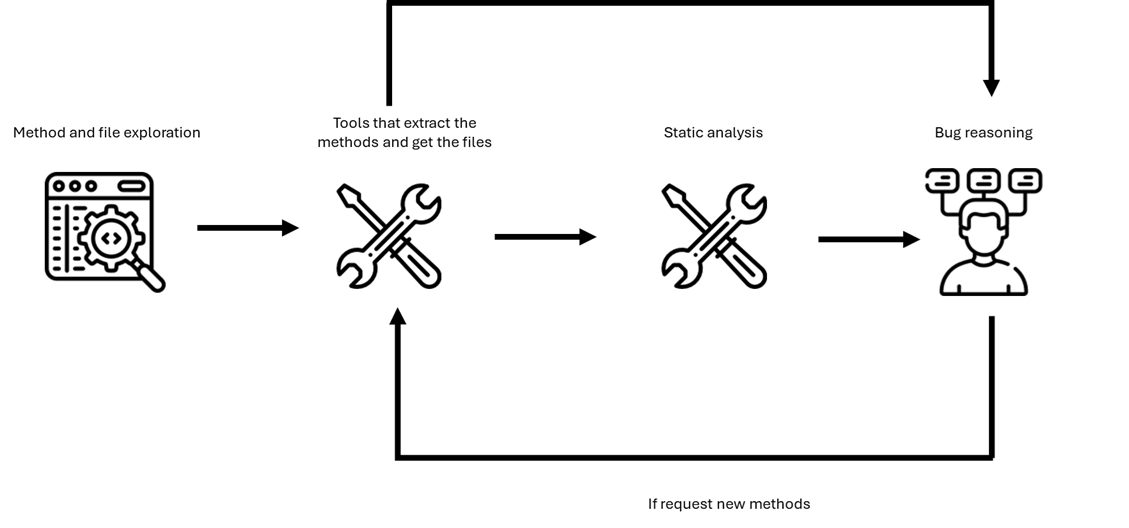 Method and file exploration
Tools that extract the
methods and get the files
Static analysis
Bug reasoning
If request new methods